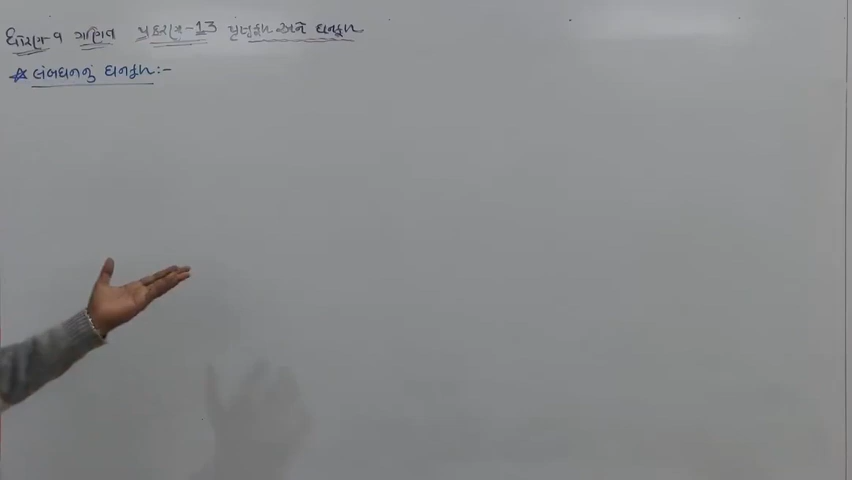 ધોરણ-૧ ગણિત પ્રકરણ-13 પૃષ્ઠફળ અને ઘનફળ
☆ લંબઘનનું ઘનફળ :-